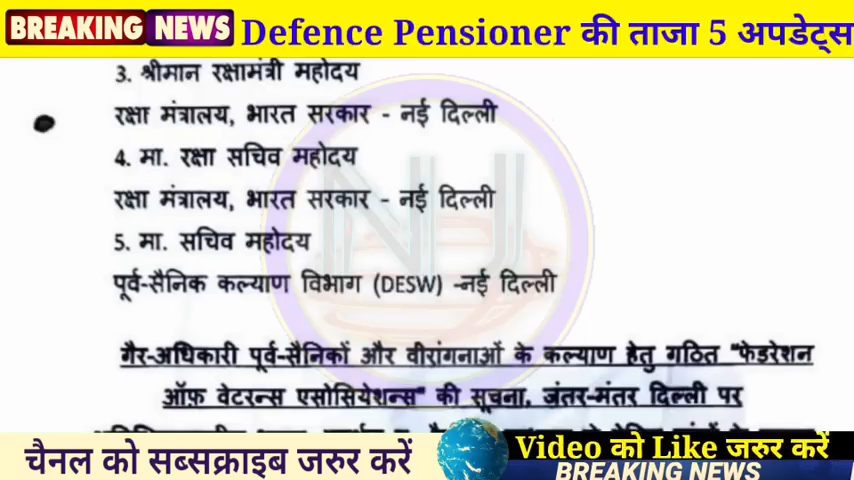 BREAKING NEWS Defence Pensioner की ताजा 5 अपडेट्स
3. श्रीमान रक्षामंत्री महोदय
रक्षा मंत्रालय, भारत सरकार - नई दिल्ली
4. मा. रक्षा सचिव महोदय
रक्षा मंत्रालय, भारत सरकार - नई दिल्ली
5. मा. सचिव महोदय
पूर्व-सैनिक कल्याण विभाग (DESW) -नई दिल्ली
गैर-अधिकारी पूर्व-सैनिकों और वीरांगनाओं के कल्याण हेतु गठित "फेडरेशन
ऑफ़ वेटरन्स एसोसियेशन्स" की सूचना, जंतर-मंतर दिल्ली पर
चैनल को सब्सक्राइब जरुर करें
Video को Like जरुर करें
BREAKING NEWS